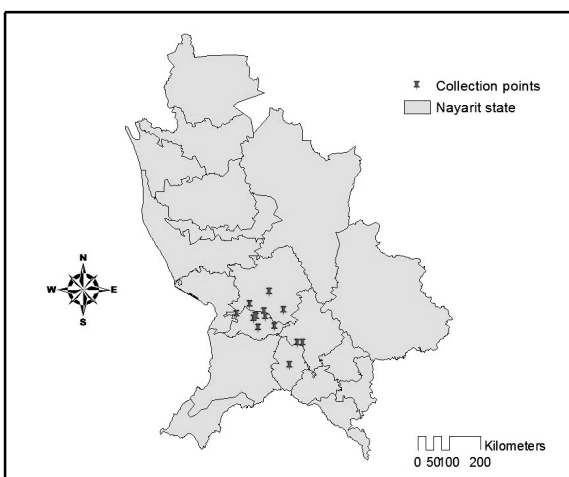 Collection points
Nayarit state
N
W E
S
Kilometers
0 50100 200